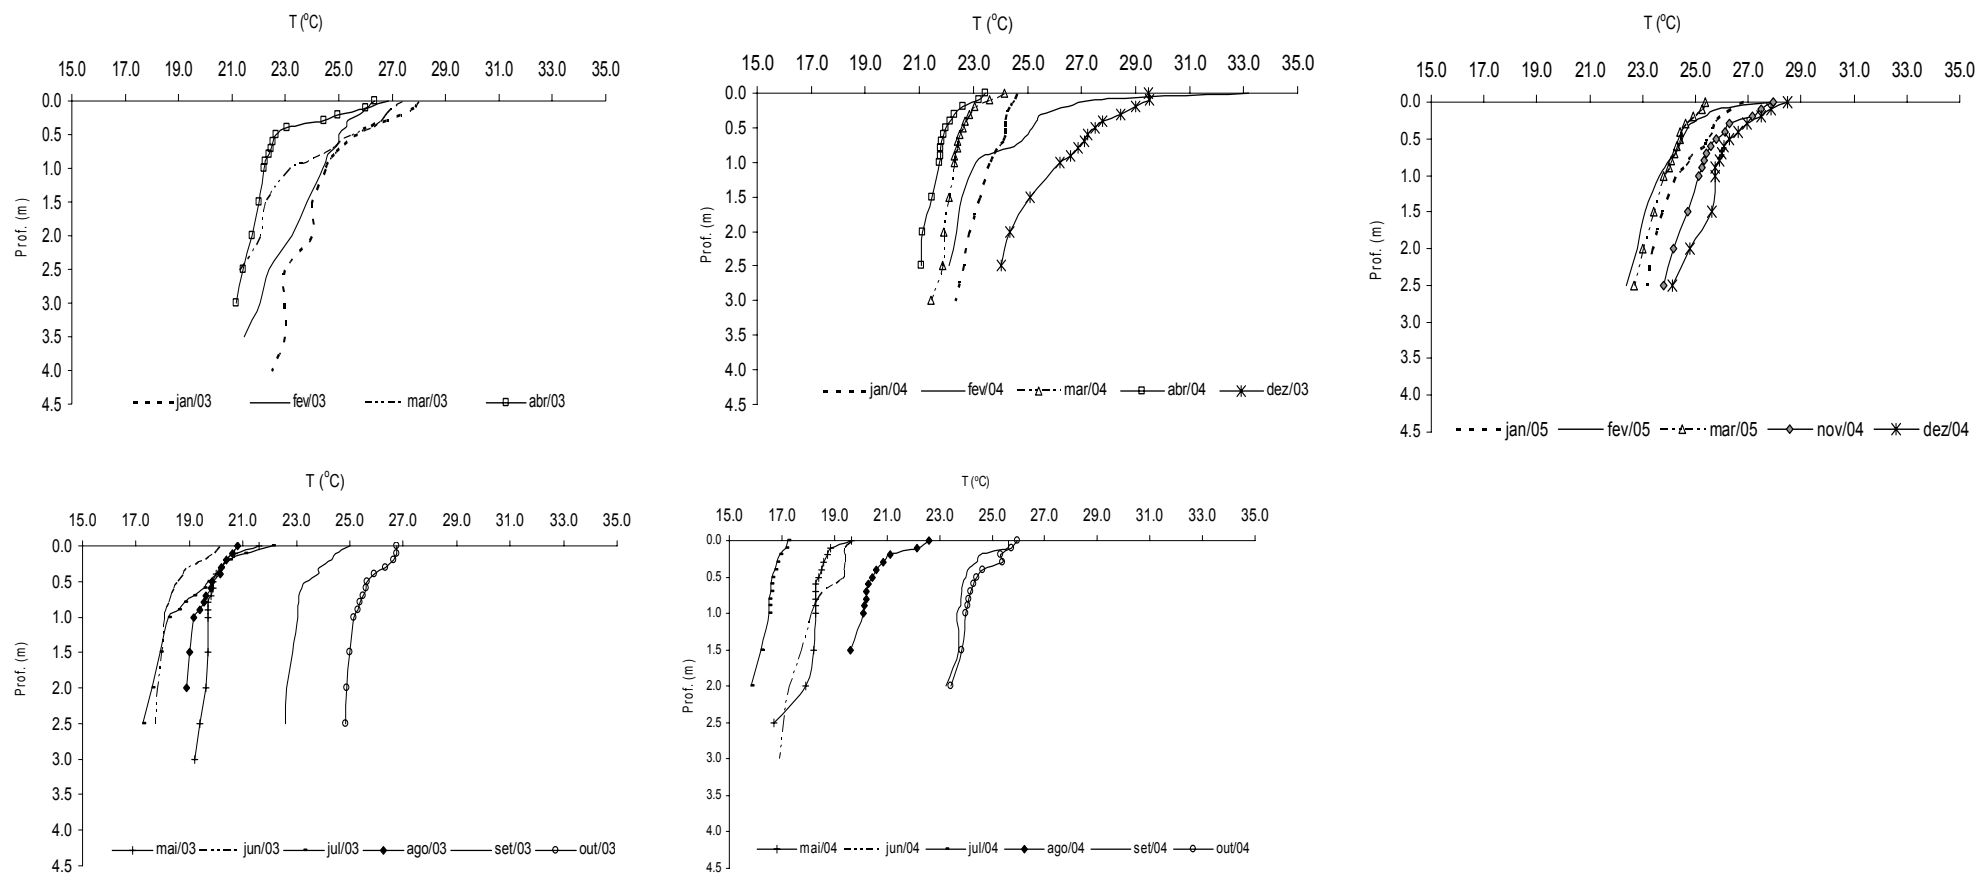 T (°C)
15.0 17.0 19.0 21.0 23.0 25.0 27.0 29.0 31.0 33.0 35.0
0.0
0.5
1.0
1.5
2.0
2.5
3.0
3.5
4.0
4.5
Prof. (m)
jan/03 fev/03 mar/03 abr/03
T (°C)
15.0 17.0 19.0 21.0 23.0 25.0 27.0 29.0 31.0 33.0 35.0
0.0
0.5
1.0
1.5
2.0
2.5
3.0
3.5
4.0
4.5
Prof. (m)
jan/04 fev/04 mar/04 abr/04 dez/03
T (°C)
15.0 17.0 19.0 21.0 23.0 25.0 27.0 29.0 31.0 33.0 35.0
0.0
0.5
1.0
1.5
2.0
2.5
3.0
3.5
4.0
4.5
Prof. (m)
jan/05 fev/05 mar/05 nov/04 dez/04
T (°C)
15.0 17.0 19.0 21.0 23.0 25.0 27.0 29.0 31.0 33.0 35.0
0.0
0.5
1.0
1.5
2.0
2.5
3.0
3.5
4.0
4.5
Prof. (m)
mai/03 jun/03 jul/03 ago/03 set/03 out/03
T (°C)
15.0 17.0 19.0 21.0 23.0 25.0 27.0 29.0 31.0 33.0 35.0
0.0
0.5
1.0
1.5
2.0
2.5
3.0
3.5
4.0
4.5
Prof. (m)
mai/04 jun/04 jul/04 ago/04 set/04 out/04